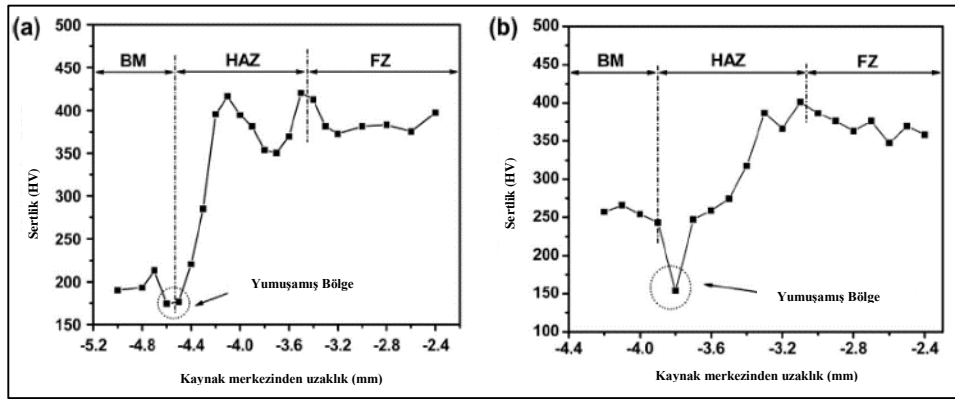 (a)
500
450
400
350
300
250
200
150
BM
HAZ
FZ
Sertlik (HV)
Yumuşamış Bölge
-5.2 -4.8 -4.4 -4.0 -3.6 -3.2 -2.8 -2.4
Kaynak merkezinden uzaklık (mm)
(b)
500
450
400
350
300
250
200
150
100
BM
HAZ
FZ
Sertlik (HV)
Yumuşamış Bölge
-4.4 -4.0 -3.6 -3.2 -2.8 -2.4
Kaynak merkezinden uzaklık (mm)